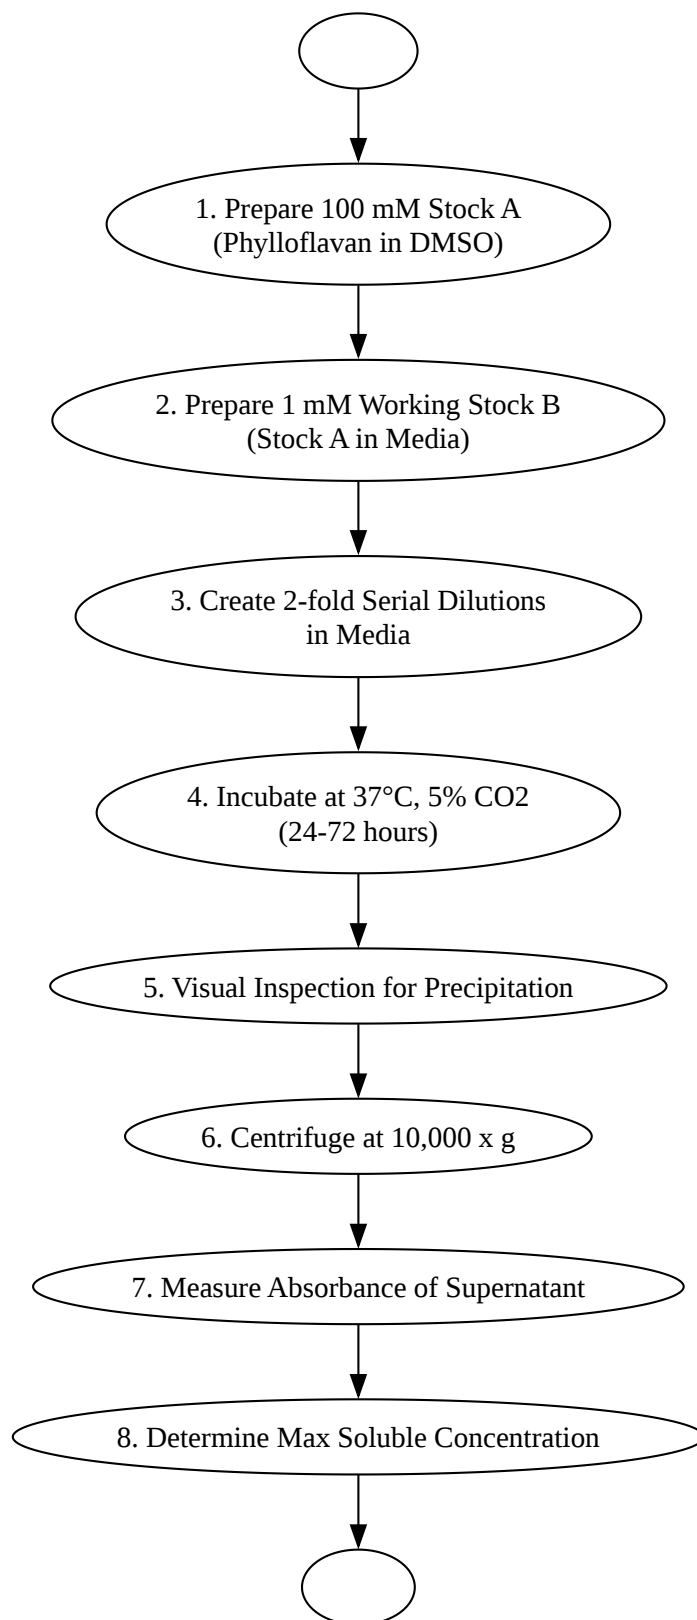 1. Prepare 100 mM Stock A
(Phylloflavan in DMSO)
2. Prepare 1 mM Working Stock B
(Stock A in Media)
3. Create 2-fold Serial Dilutions
in Media
4. Incubate at 37°C, 5% CO2
(24-72 hours)
5. Visual Inspection for Precipitation
6. Centrifuge at 10,000 x g
7. Measure Absorbance of Supernatant
8. Determine Max Soluble Concentration